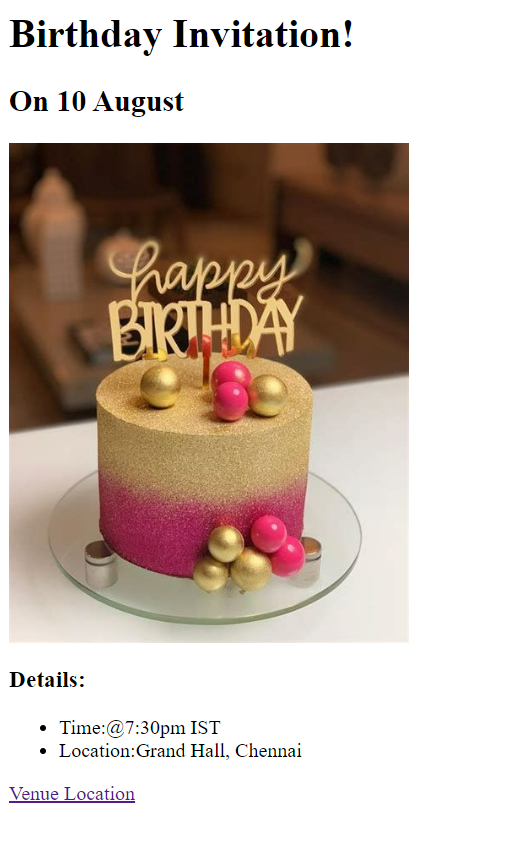 Birthday Invitation!
On 10 August
happy
BIRTHDAY
Details:
Time:@7:30pm IST
Location:Grand Hall, Chennai
Venue Location